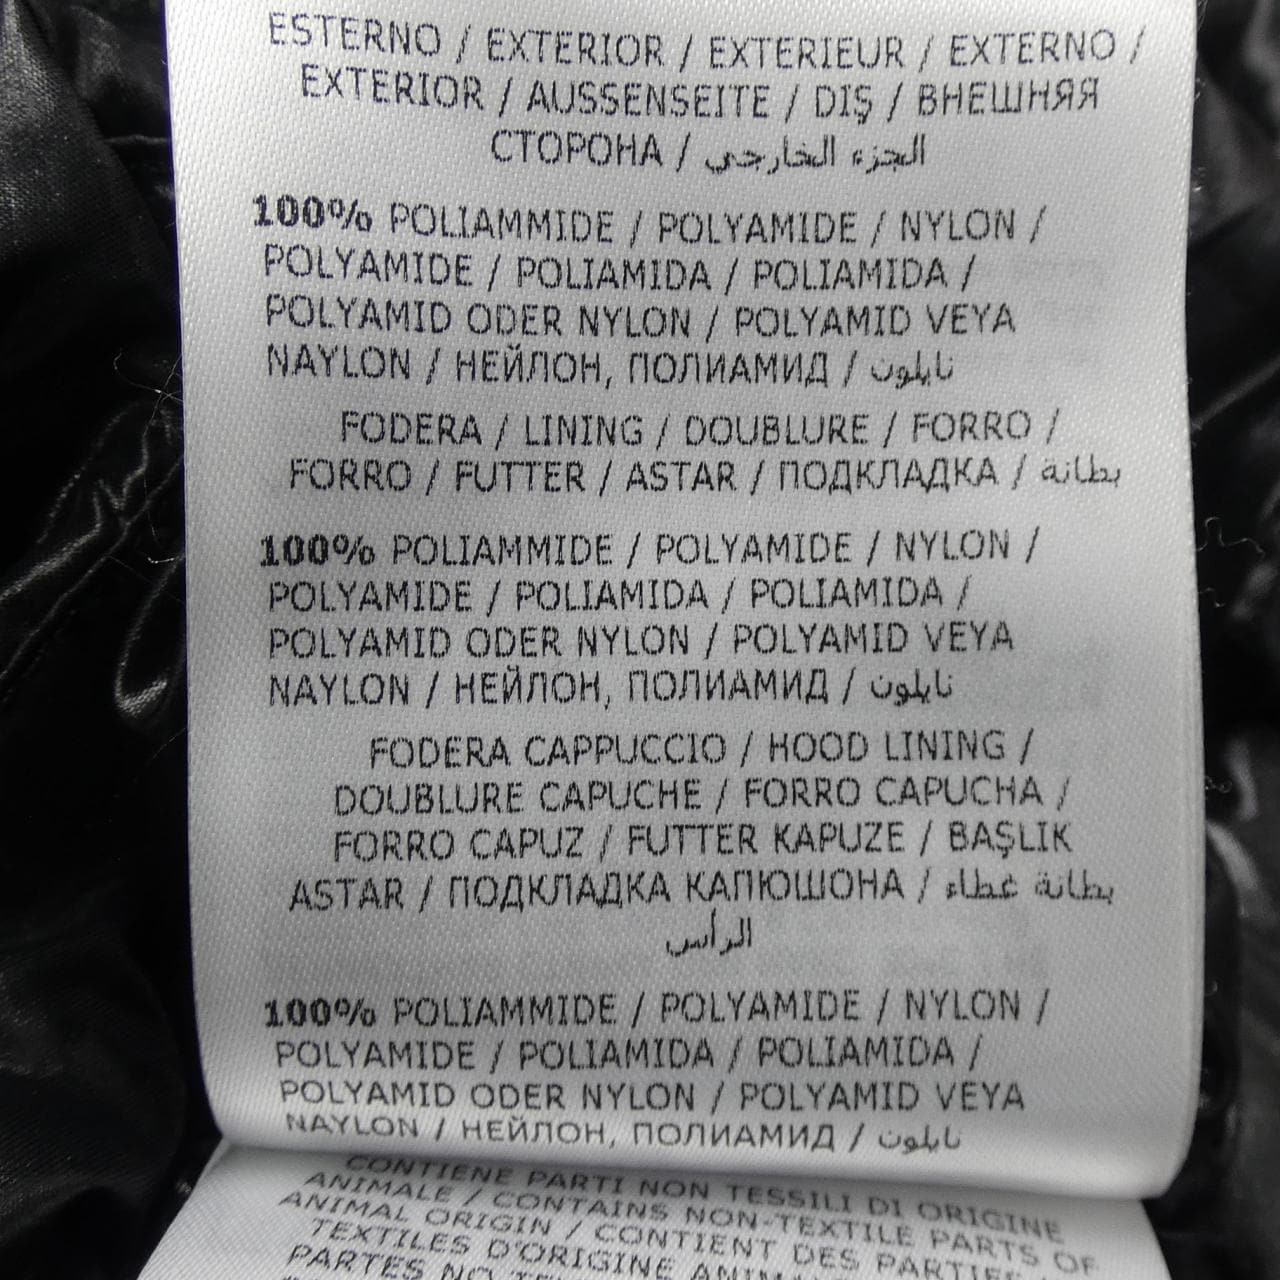 ESTERNO / EXTERIOR / EXTERIEUR / EXTERNO /
EXTERIOR / AUSSENSEITE / DIŞ / ВНЕШНЯЯ
СТОРОНА / الجزء الخارجي
100% POLIAMMIDE / POLYAMIDE / NYLON /
POLYAMIDE / POLIAMIDA / POLIAMIDA /
POLYAMID ODER NYLON / POLYAMID VEYA
NAYLON / НЕЙЛОН, ПОЛИАМИД / نايلون
FODERA / LINING / DOUBLURE / FORRO /
FORRO / FUTTER / ASTAR / ПОДКЛАДКА / بطانة
100% POLIAMMIDE / POLYAMIDE / NYLON /
POLYAMIDE / POLIAMIDA / POLIAMIDA /
POLYAMID ODER NYLON / POLYAMID VEYA
NAYLON / НЕЙЛОН, ПОЛИАМИД / نايلون
FODERA CAPPUCCIO / HOOD LINING /
DOUBLURE CAPUCHE / FORRO CAPUCHA /
FORRO CAPUZ / FUTTER KAPUZE / BAŞLIK
ASTAR / ПОДКЛАДКА КАПЮШОНА / بطانة غطاء
الرأس
100% POLIAMMIDE / POLYAMIDE / NYLON /
POLYAMIDE / POLIAMIDA / POLIAMIDA /
POLYAMID ODER NYLON / POLYAMID VEYA
NAYLON / НЕЙЛОН, ПОЛИАМИД / نايلون
CONTIENE PARTI NON TESSILI DI ORIGINE
ANIMALE / CONTAINS NON-TEXTILE PARTS OF
ANIMAL ORIGIN / CONTIENT DES PARTIES
TEXTILES D'ORIGINE
PARTES NO